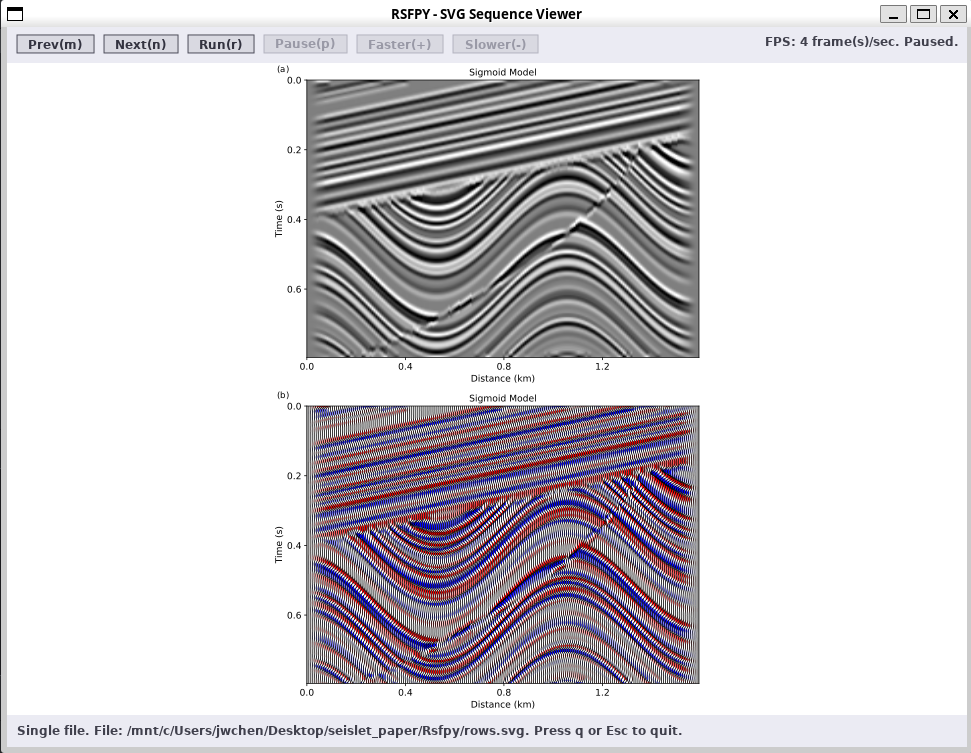 RSFPY - SVG Sequence Viewer
Prev(m) Next(n) Run(r) Pause(p) Faster(+) Slower(-) FPS: 4 frame(s)/sec. Paused.
(a)
Sigmoid Model
0.0
0.2
0.4
0.6
Time (s)
0.0 0.4 0.8 1.2
Distance (km)
(b)
Sigmoid Model
0.0
0.2
0.4
0.6
Time (s)
0.0 0.4 0.8 1.2
Distance (km)
Single file. File: /mnt/c/Users/jwchen/Desktop/seislet_paper/Rsfpy/rows.svg. Press q or Esc to quit.